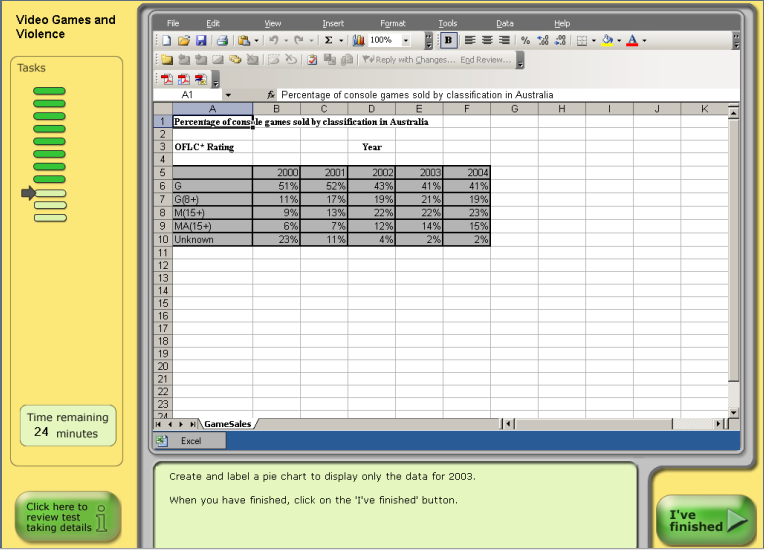 Video Games and
Violence
Tasks
Time remaining
24 minutes
Click here to
review test
taking details
File Edit View Insert Format Tools Data Help
Σ 100% B % A
Reply with Changes... End Review...
A1 fx Percentage of console games sold by classification in Australia
A B C D E F G H I J K
1 Percentage of console games sold by classification in Australia
2
3 OFLC* Rating Year
4
5 2000 2001 2002 2003 2004
6 G 51% 52% 43% 41% 41%
7 G(8+) 11% 17% 19% 21% 19%
8 M(15+) 9% 13% 22% 22% 23%
9 MA(15+) 6% 7% 12% 14% 15%
10 Unknown 23% 11% 4% 2% 2%
11
12
13
14
15
16
17
18
19
20
21
22
23
24
GameSales
Excel
Create and label a pie chart to display only the data for 2003.
When you have finished, click on the 'I've finished' button.
I've
finished